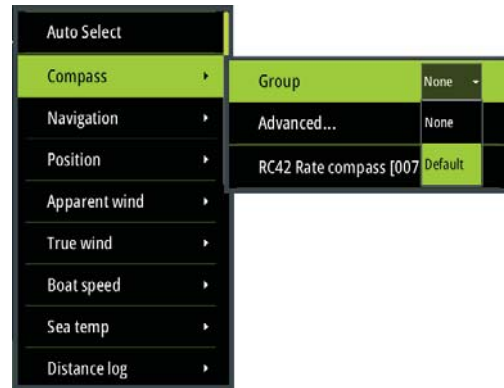 Auto Select
Compass
Navigation
Position
Apparent wind
True wind
Boat speed
Sea temp
Distance log
Group None
Advanced... None
RC42 Rate compass [007 Default